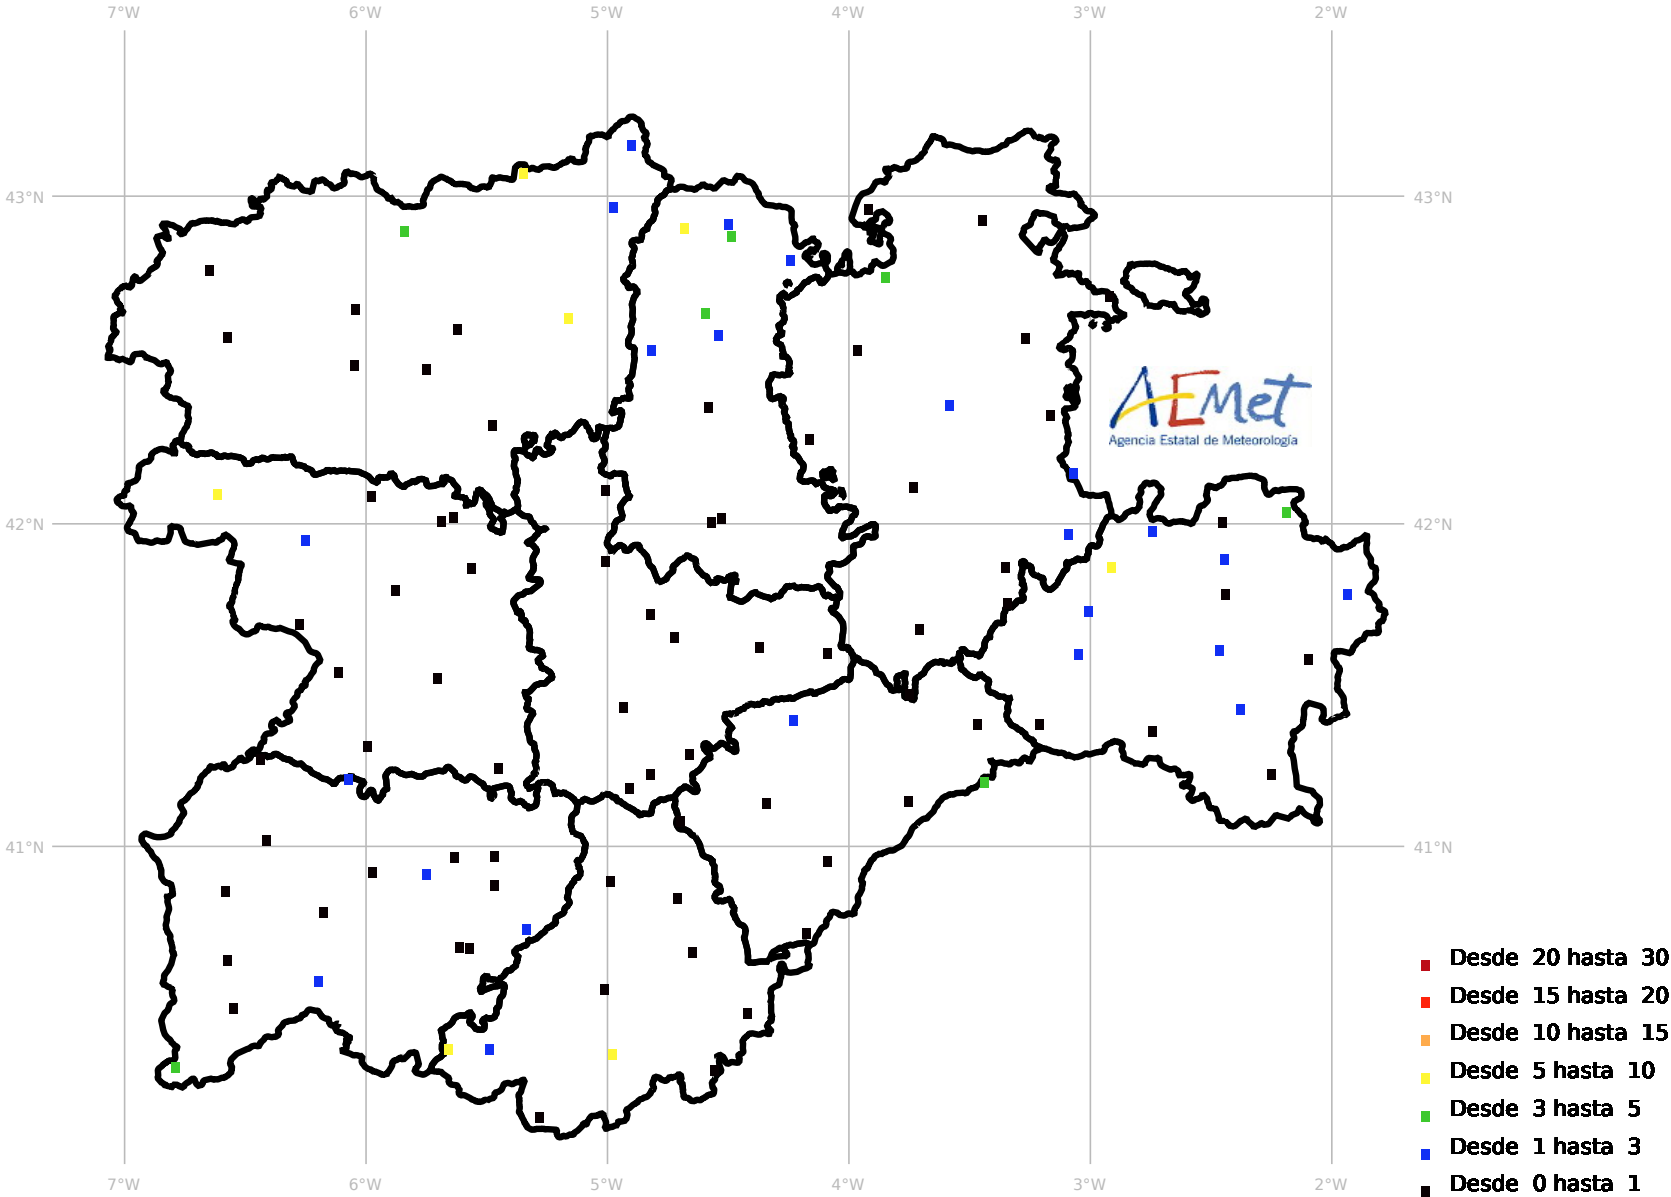 7°W 6°W 5°W 4°W 3°W 2°W
43°N 43°N
AEMet
Agencia Estatal de Meteorología
42°N 42°N
41°N 41°N
Desde 20 hasta 30
Desde 15 hasta 20
Desde 10 hasta 15
Desde 5 hasta 10
Desde 3 hasta 5
Desde 1 hasta 3
Desde 0 hasta 1
7°W 6°W 5°W 4°W 3°W 2°W